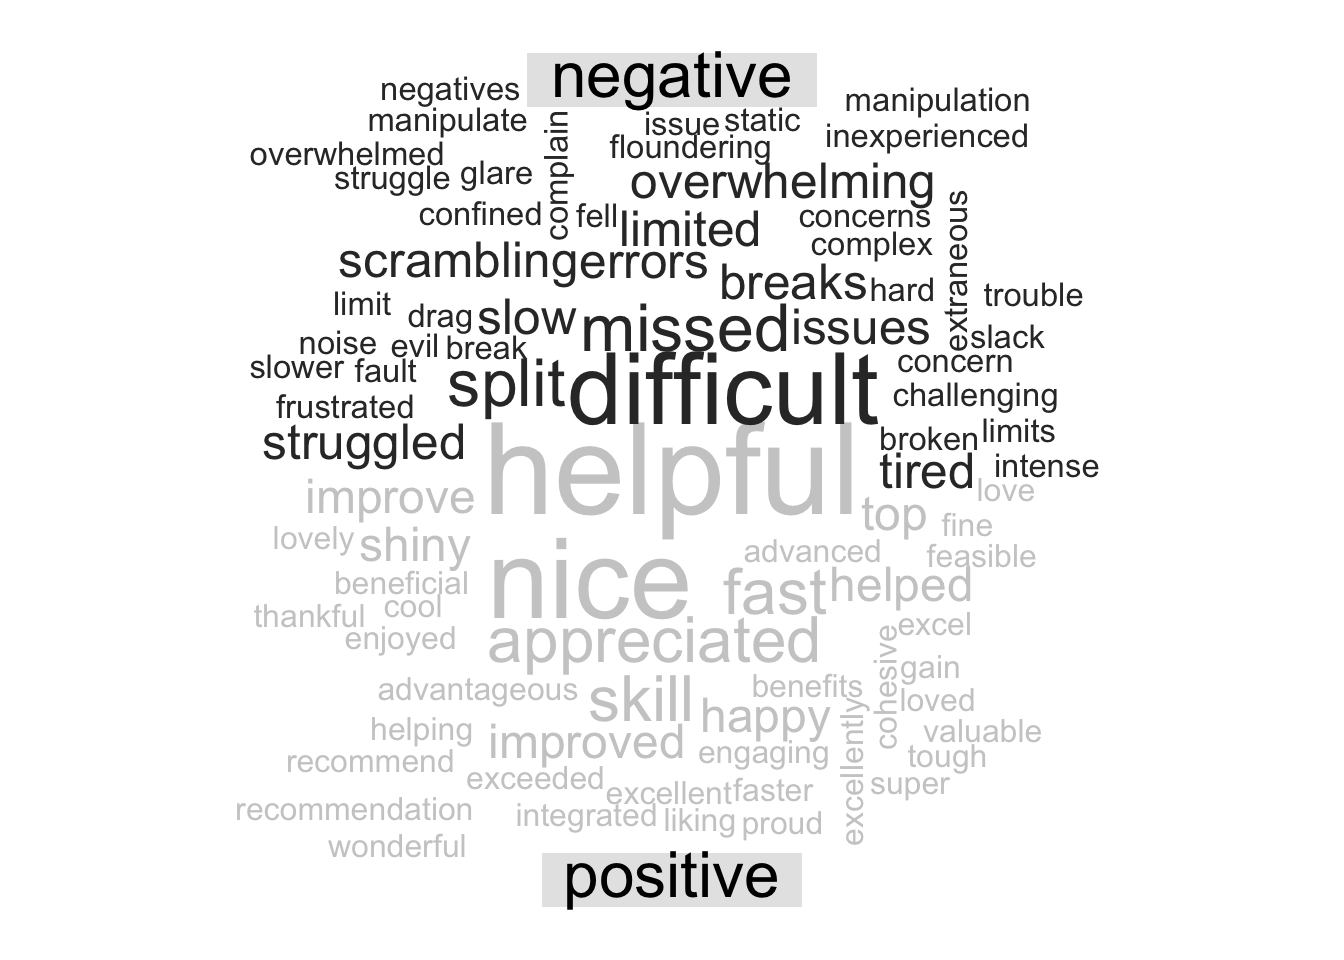 negative
negatives
manipulation
manipulate
complain
issue static
inexperienced
floundering
overwhelmed
struggle glare
overwhelming
extraneous
confined
fell
limited
concerns
complex
scrambling
errors
breaks
hard
trouble
limit
drag
slow
missed
issues
slack
noise
evil
break
concern
slower
fault
split
difficult
challenging
frustrated
struggled
broken
limits
tired
intense
helpful
improve
love
top
fine
lovely
shiny
advanced
feasible
beneficial
nice
fast
helped
thankful
cool
excel
enjoyed
appreciated
cohesive
gain
advantageous
skill
benefits
loved
happy
excellently
helping
improved
valuable
engaging
tough
recommend
exceeded
excellent
faster
super
recommendation
integrated
liking
proud
wonderful
positive